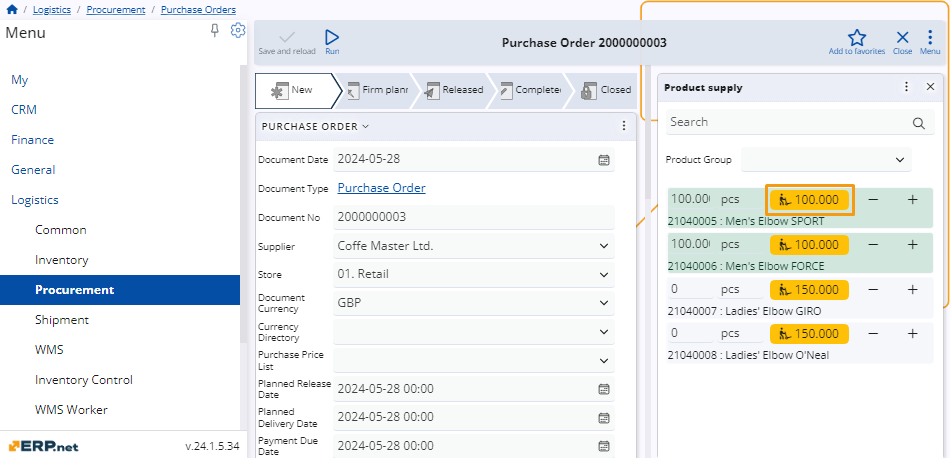 / Logistics / Procurement / Purchase Orders
Menu
My
CRM
Finance
General
Logistics
Common
Inventory
Procurement
Shipment
WMS
Inventory Control
WMS Worker
ERP.net
v.24.1.5.34
Save and reload
Run
Purchase Order 2000000003
Add to favorites
Close
Menu
New
Firm planr
Released
Complete
Closed
PURCHASE ORDER
Document Date 2024-05-28
Document Type Purchase Order
Document No 2000000003
Supplier Coffe Master Ltd.
Store 01. Retail
Document
Currency GBP
Currency
Directory
Purchase Price
List
Planned Release
Date 2024-05-28 00:00
Planned
Delivery Date 2024-05-28 00:00
Payment Due
Date 2024-05-28 00:00
Product supply
Search
Product Group
100.00 pcs 100.000 − +
21040005 : Men's Elbow SPORT
100.00 pcs 100.000 − +
21040006 : Men's Elbow FORCE
0 pcs 150.000 − +
21040007 : Ladies' Elbow GIRO
0 pcs 150.000 − +
21040008 : Ladies' Elbow O'Neal